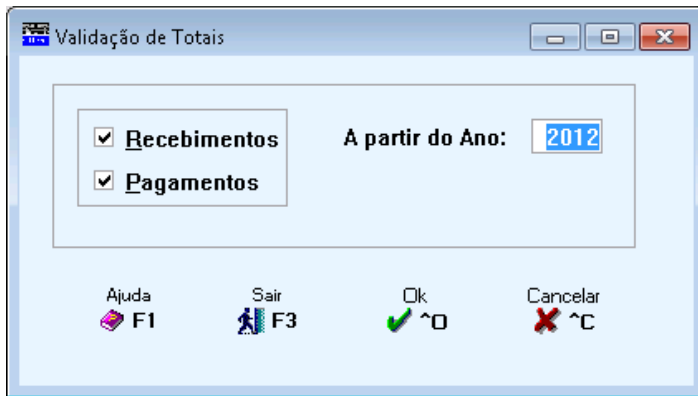 Validação de Totais
Recebimentos
A partir do Ano: 2012
Pagamentos
Ajuda Sair Ok Cancelar
F1 F3 ^O ^C